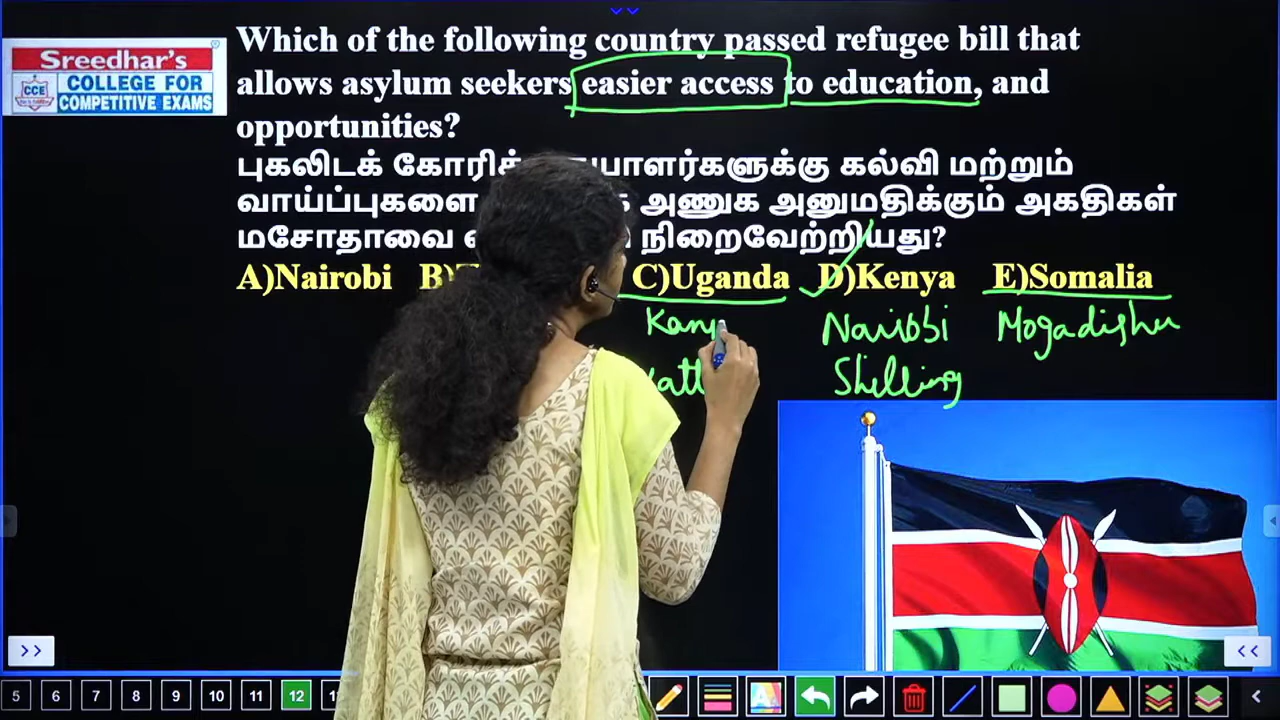 Sreedhar's
CCE
COLLEGE FOR
COMPETITIVE EXAMS
Which of the following country passed refugee bill that
allows asylum seekers easier access to education, and
opportunities?
புகலிடக் கல்வி மற்றும்
வாய்ப்புகளை அணுக அனுமதிக்கும் அகதிகள்
மசோதாவை நிறைவேற்றியது?
A)Nairobi B) C)Uganda D)Kenya E)Somalia
Nairobi Mogadishu
Shilling
>> <<
5 6 7 8 9 10 11 12